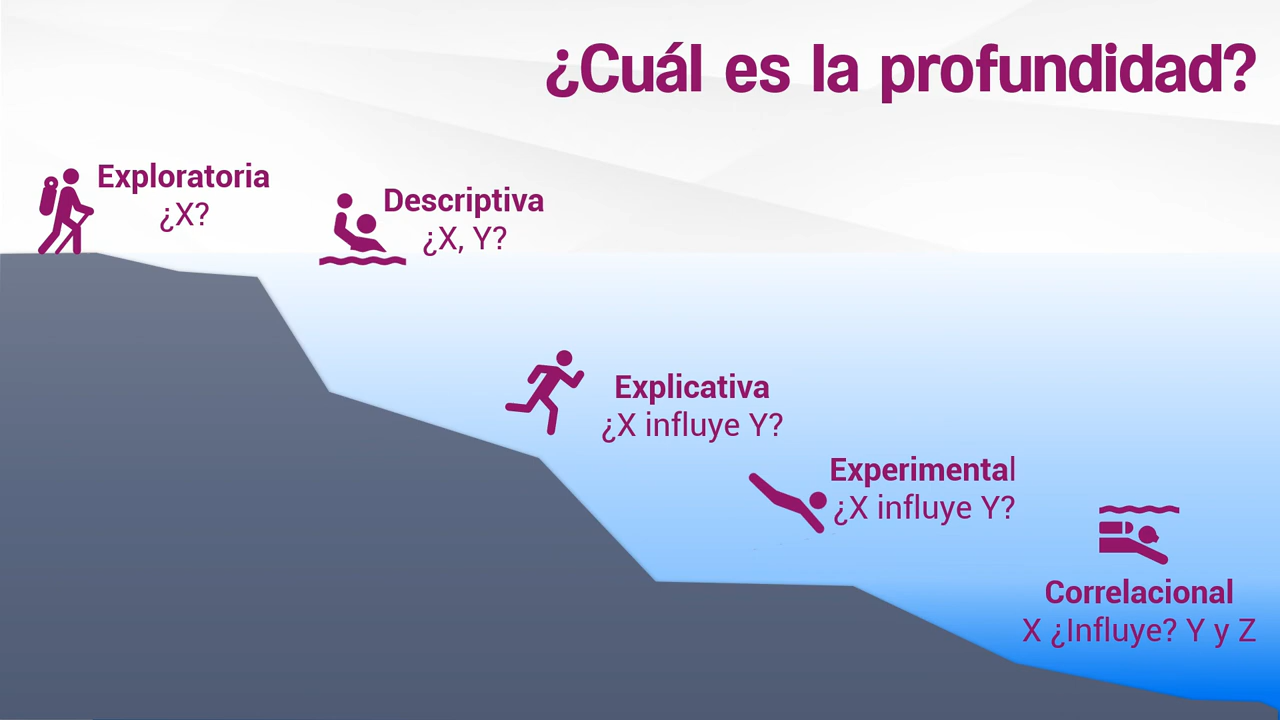 ¿Cuál es la profundidad?
Exploratoria
¿X?
Descriptiva
¿X, Y?
Explicativa
¿X influye Y?
Experimental
¿X influye Y?
Correlacional
X ¿Influye? Y y Z